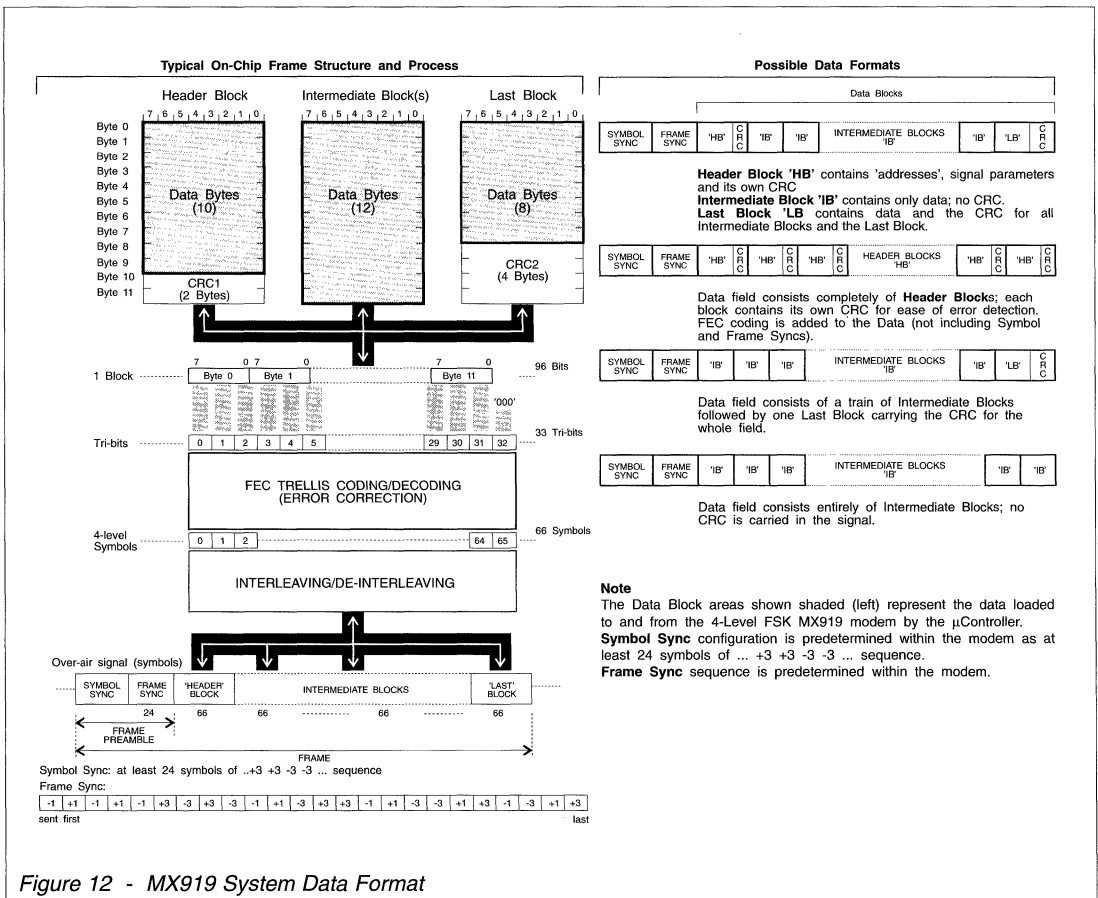 Typical On-Chip Frame Structure and Process
Header Block
Intermediate Block(s)
Last Block
7 6 5 4 3 2 1 0
7 6 5 4 3 2 1 0
7 6 5 4 3 2 1 0
Byte 0
Byte 1
Byte 2
Byte 3
Byte 4
Byte 5
Byte 6
Byte 7
Byte 8
Byte 9
Byte 10
Byte 11
Data Bytes
(10)
CRC1
(2 Bytes)
Data Bytes
(12)
Data Bytes
(8)
CRC2
(4 Bytes)
7 0 7 0 7 0
1 Block
Byte 0
Byte 1
Byte 11
96 Bits
'000'
Tri-bits
0 1 2 3 4 5 29 30 31 32
33 Tri-bits
FEC TRELLIS CODING/DECODING
(ERROR CORRECTION)
4-level
Symbols
0 1 2 64 65
66 Symbols
INTERLEAVING/DE-INTERLEAVING
Over-air signal (symbols)
SYMBOL
SYNC
FRAME
SYNC
'HEADER'
BLOCK
INTERMEDIATE BLOCKS
'LAST'
BLOCK
24 66 66 66 66
FRAME
PREAMBLE
FRAME
Symbol Sync: at least 24 symbols of ..+3 +3 -3 -3 ... sequence
Frame Sync:
-1 +1 -1 +1 -1 +3 -3 +3 -3 -1 +1 -3 +3 +3 -1 +1 -3 -3 +1 +3 -1 -3 +1 +3
sent first
last
Possible Data Formats
Data Blocks
SYMBOL
SYNC
FRAME
SYNC
'HB'
CRC
'IB'
'IB'
INTERMEDIATE BLOCKS
'IB'
'IB'
'LB'
CRC
Header Block 'HB' contains 'addresses', signal parameters
and its own CRC
Intermediate Block 'IB' contains only data; no CRC.
Last Block 'LB contains data and the CRC for all
Intermediate Blocks and the Last Block.
SYMBOL
SYNC
FRAME
SYNC
'HB'
CRC
'HB'
CRC
'HB'
CRC
HEADER BLOCKS
'HB'
'HB'
CRC
'HB'
CRC
Data field consists completely of Header Blocks; each
block contains its own CRC for ease of error detection.
FEC coding is added to the Data (not including Symbol
and Frame Syncs).
SYMBOL
SYNC
FRAME
SYNC
'IB'
'IB'
'IB'
INTERMEDIATE BLOCKS
'IB'
'IB'
'LB'
CRC
Data field consists of a train of Intermediate Blocks
followed by one Last Block carrying the CRC for the
whole field.
SYMBOL
SYNC
FRAME
SYNC
'IB'
'IB'
'IB'
INTERMEDIATE BLOCKS
'IB'
'IB'
'IB'
Data field consists entirely of Intermediate Blocks; no
CRC is carried in the signal.
Note
The Data Block areas shown shaded (left) represent the data loaded
to and from the 4-Level FSK MX919 modem by the µController.
Symbol Sync configuration is predetermined within the modem as at
least 24 symbols of ... +3 +3 -3 -3 ... sequence.
Frame Sync sequence is predetermined within the modem.
Figure 12 - MX919 System Data Format